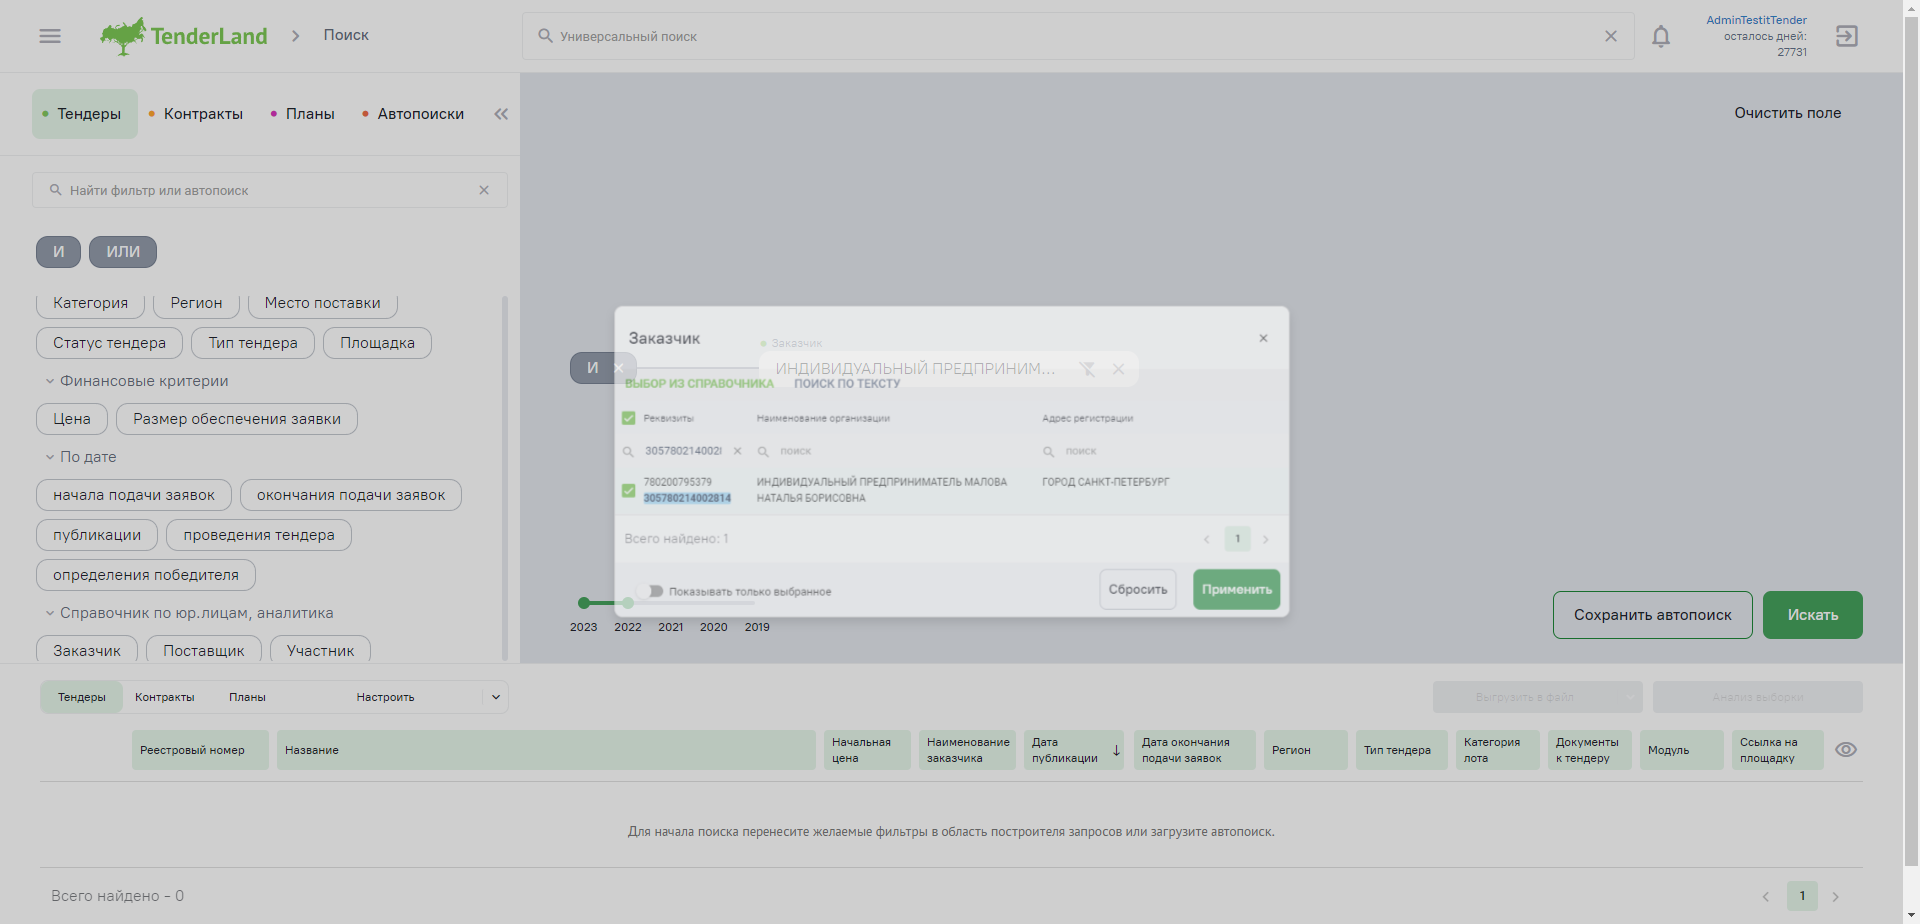 TenderLand
Поиск
Универсальный поиск
AdminTestitTender
осталось дней:
27731
Тендеры
Контракты
Планы
Автопоиски
Очистить поле
Найти фильтр или автопоиск
И
ИЛИ
Категория
Регион
Место поставки
Статус тендера
Тип тендера
Площадка
Финансовые критерии
Цена
Размер обеспечения заявки
По дате
начала подачи заявок
окончания подачи заявок
публикации
проведения тендера
определения победителя
Справочник по юр.лицам, аналитика
Заказчик
Поставщик
Участник
И
Заказчик
ИНДИВИДУАЛЬНЫЙ ПРЕДПРИНИМ...
Заказчик
ВЫБОР ИЗ СПРАВОЧНИКА
ПОИСК ПО ТЕКСТУ
Реквизиты
Наименование организации
Адрес регистрации
305780214002
поиск
поиск
780200795379
305780214002814
ИНДИВИДУАЛЬНЫЙ ПРЕДПРИНИМАТЕЛЬ МАЛОВА
НАТАЛЬЯ БОРИСОВНА
ГОРОД САНКТ-ПЕТЕРБУРГ
Всего найдено: 1
1
Показывать только выбранное
Сбросить
Применить
2023
2022
2021
2020
2019
Сохранить автопоиск
Искать
Тендеры
Контракты
Планы
Настроить
Выгрузить в файл
Анализ выборки
Реестровый номер
Название
Начальная
цена
Наименование
заказчика
Дата
публикации
Дата окончания
подачи заявок
Регион
Тип тендера
Категория
лота
Документы
к тендеру
Модуль
Ссылка на
площадку
Для начала поиска перенесите желаемые фильтры в область построителя запросов или загрузите автопоиск.
Всего найдено - 0
1